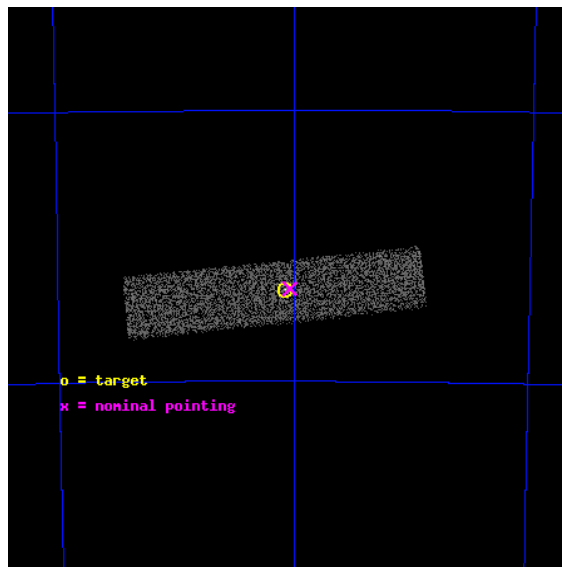 o = target
x = nominal pointing